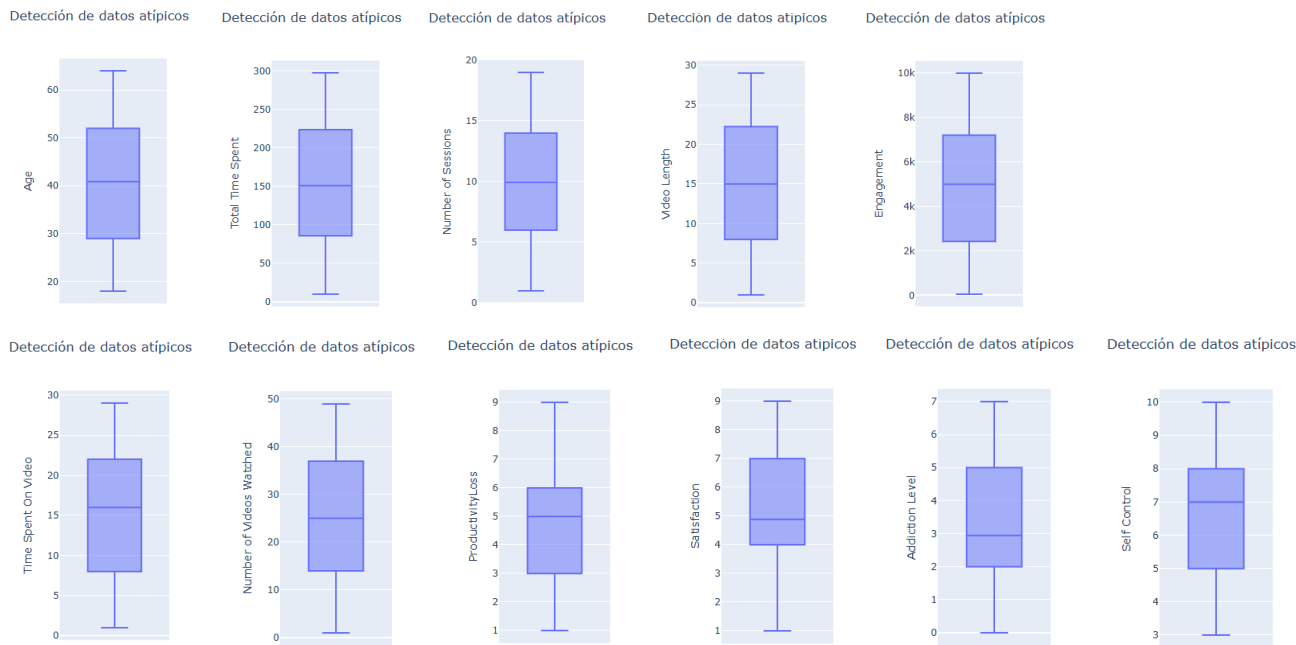 Detección de datos atípicos
Detección de datos atípicos
Detección de datos atípicos
Detección de datos atipicos
Detección de datos atípicos
Age
60
50
40
30
20
Total Time Spent
300
250
200
150
100
50
0
Number of Sessions
20
15
10
5
0
Video Length
30
25
20
15
10
5
0
Engagement
10k
8k
6k
4k
2k
0
Detección de datos atípicos
Detección de datos atípicos
Detección de datos atípicos
Detección de datos atipicos
Detección de datos atípicos
Detección de datos atípicos
Time Spent On Video
30
25
20
15
10
5
0
Number of Videos Watched
50
40
30
20
10
0
ProductivityLoss
9
8
7
6
5
4
3
2
1
Satisfaction
9
8
7
6
5
4
3
2
1
Addiction Level
7
6
5
4
3
2
1
0
Self Control
10
9
8
7
6
5
4
3